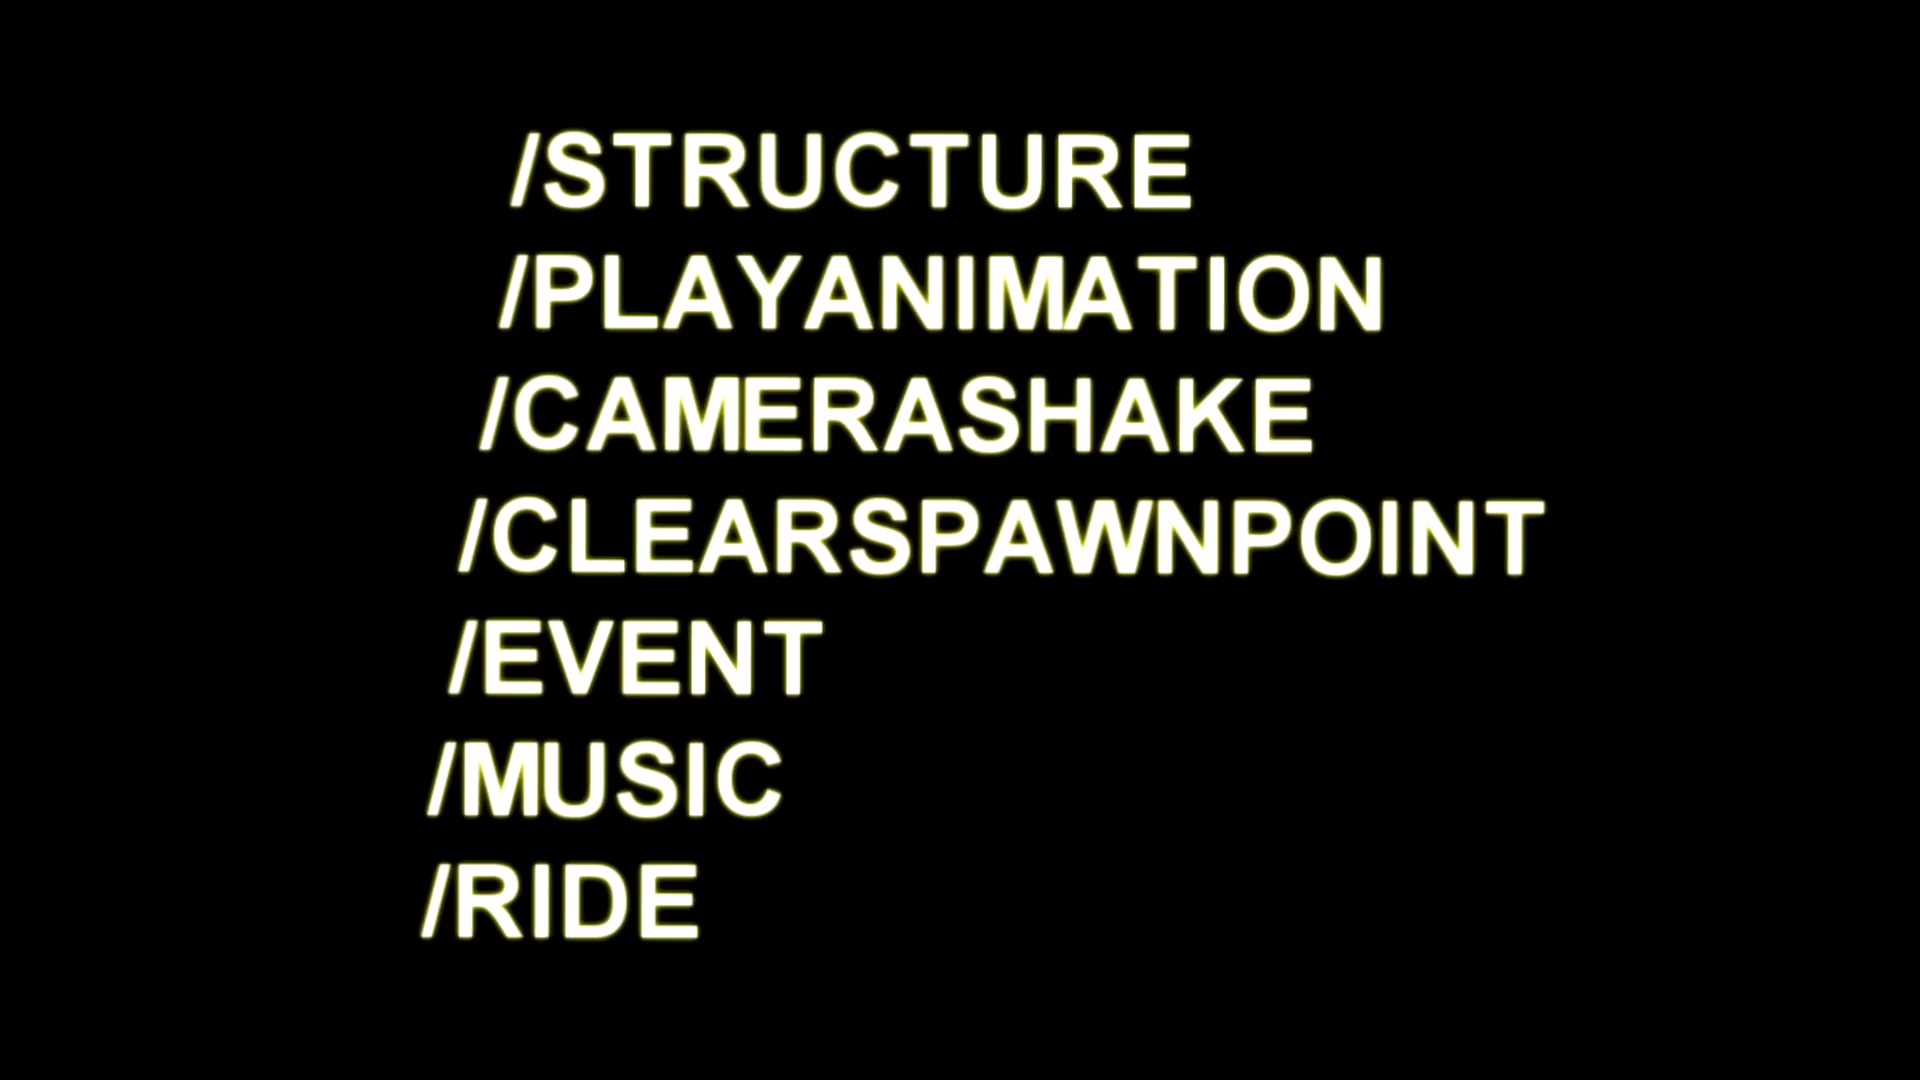 /STRUCTURE
/PLAYANIMATION
/CAMERASHAKE
/CLEARSPAWNPOINT
/EVENT
/MUSIC
/RIDE